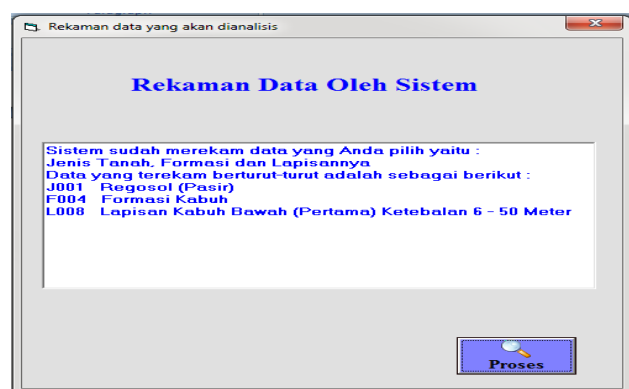 Rekaman data yang akan dianalisis
Rekaman Data Oleh Sistem
Sistem sudah merekam data yang Anda pilih yaitu :
Jenis Tanah, Formasi dan Lapisannya
Data yang terekam berturut-turut adalah sebagai berikut :
J001 Regosol (Pasir)
F004 Formasi Kabuh
L008 Lapisan Kabuh Bawah (Pertama) Ketebalan 6 - 50 Meter
Proses